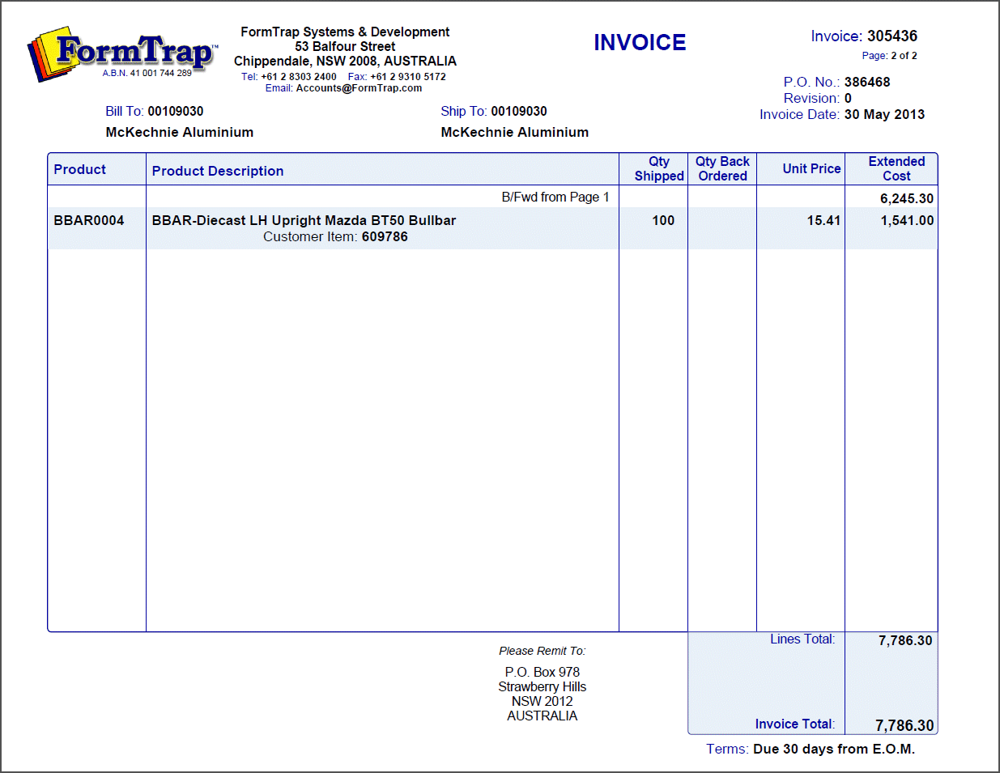 FormTrap™
A.B.N. 41 001 744 289
FormTrap Systems & Development
53 Balfour Street
Chippendale, NSW 2008, AUSTRALIA
Tel: +61 2 8303 2400 Fax: +61 2 9310 5172
Email: Accounts@FormTrap.com
INVOICE
Invoice: 305436
Page: 2 of 2
P.O. No.: 386468
Revision: 0
Invoice Date: 30 May 2013
Bill To: 00109030
McKechnie Aluminium
Ship To: 00109030
McKechnie Aluminium
Product
Product Description
Qty
Shipped
Qty Back
Ordered
Unit Price
Extended
Cost
B/Fwd from Page 1 6,245.30
BBAR0004 BBAR-Diecast LH Upright Mazda BT50 Bullbar 100 15.41 1,541.00
Customer Item: 609786
Lines Total: 7,786.30
Please Remit To:
P.O. Box 978
Strawberry Hills
NSW 2012
AUSTRALIA
Invoice Total: 7,786.30
Terms: Due 30 days from E.O.M.